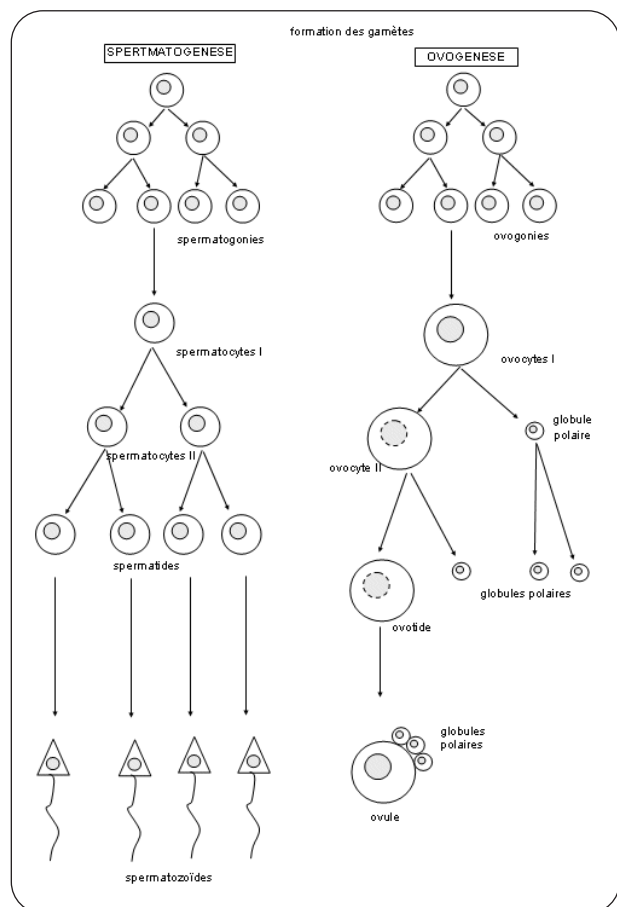 formation des gamètes
SPERTMATOGENESE
OVOGENESE
spermatogonies
ovogonies
spermatocytes I
ovocytes I
globule
polaire
spermatocytes II
ovocyte II
spermatides
globules polaires
ovotide
globules
polaires
ovule
spermatozoïdes